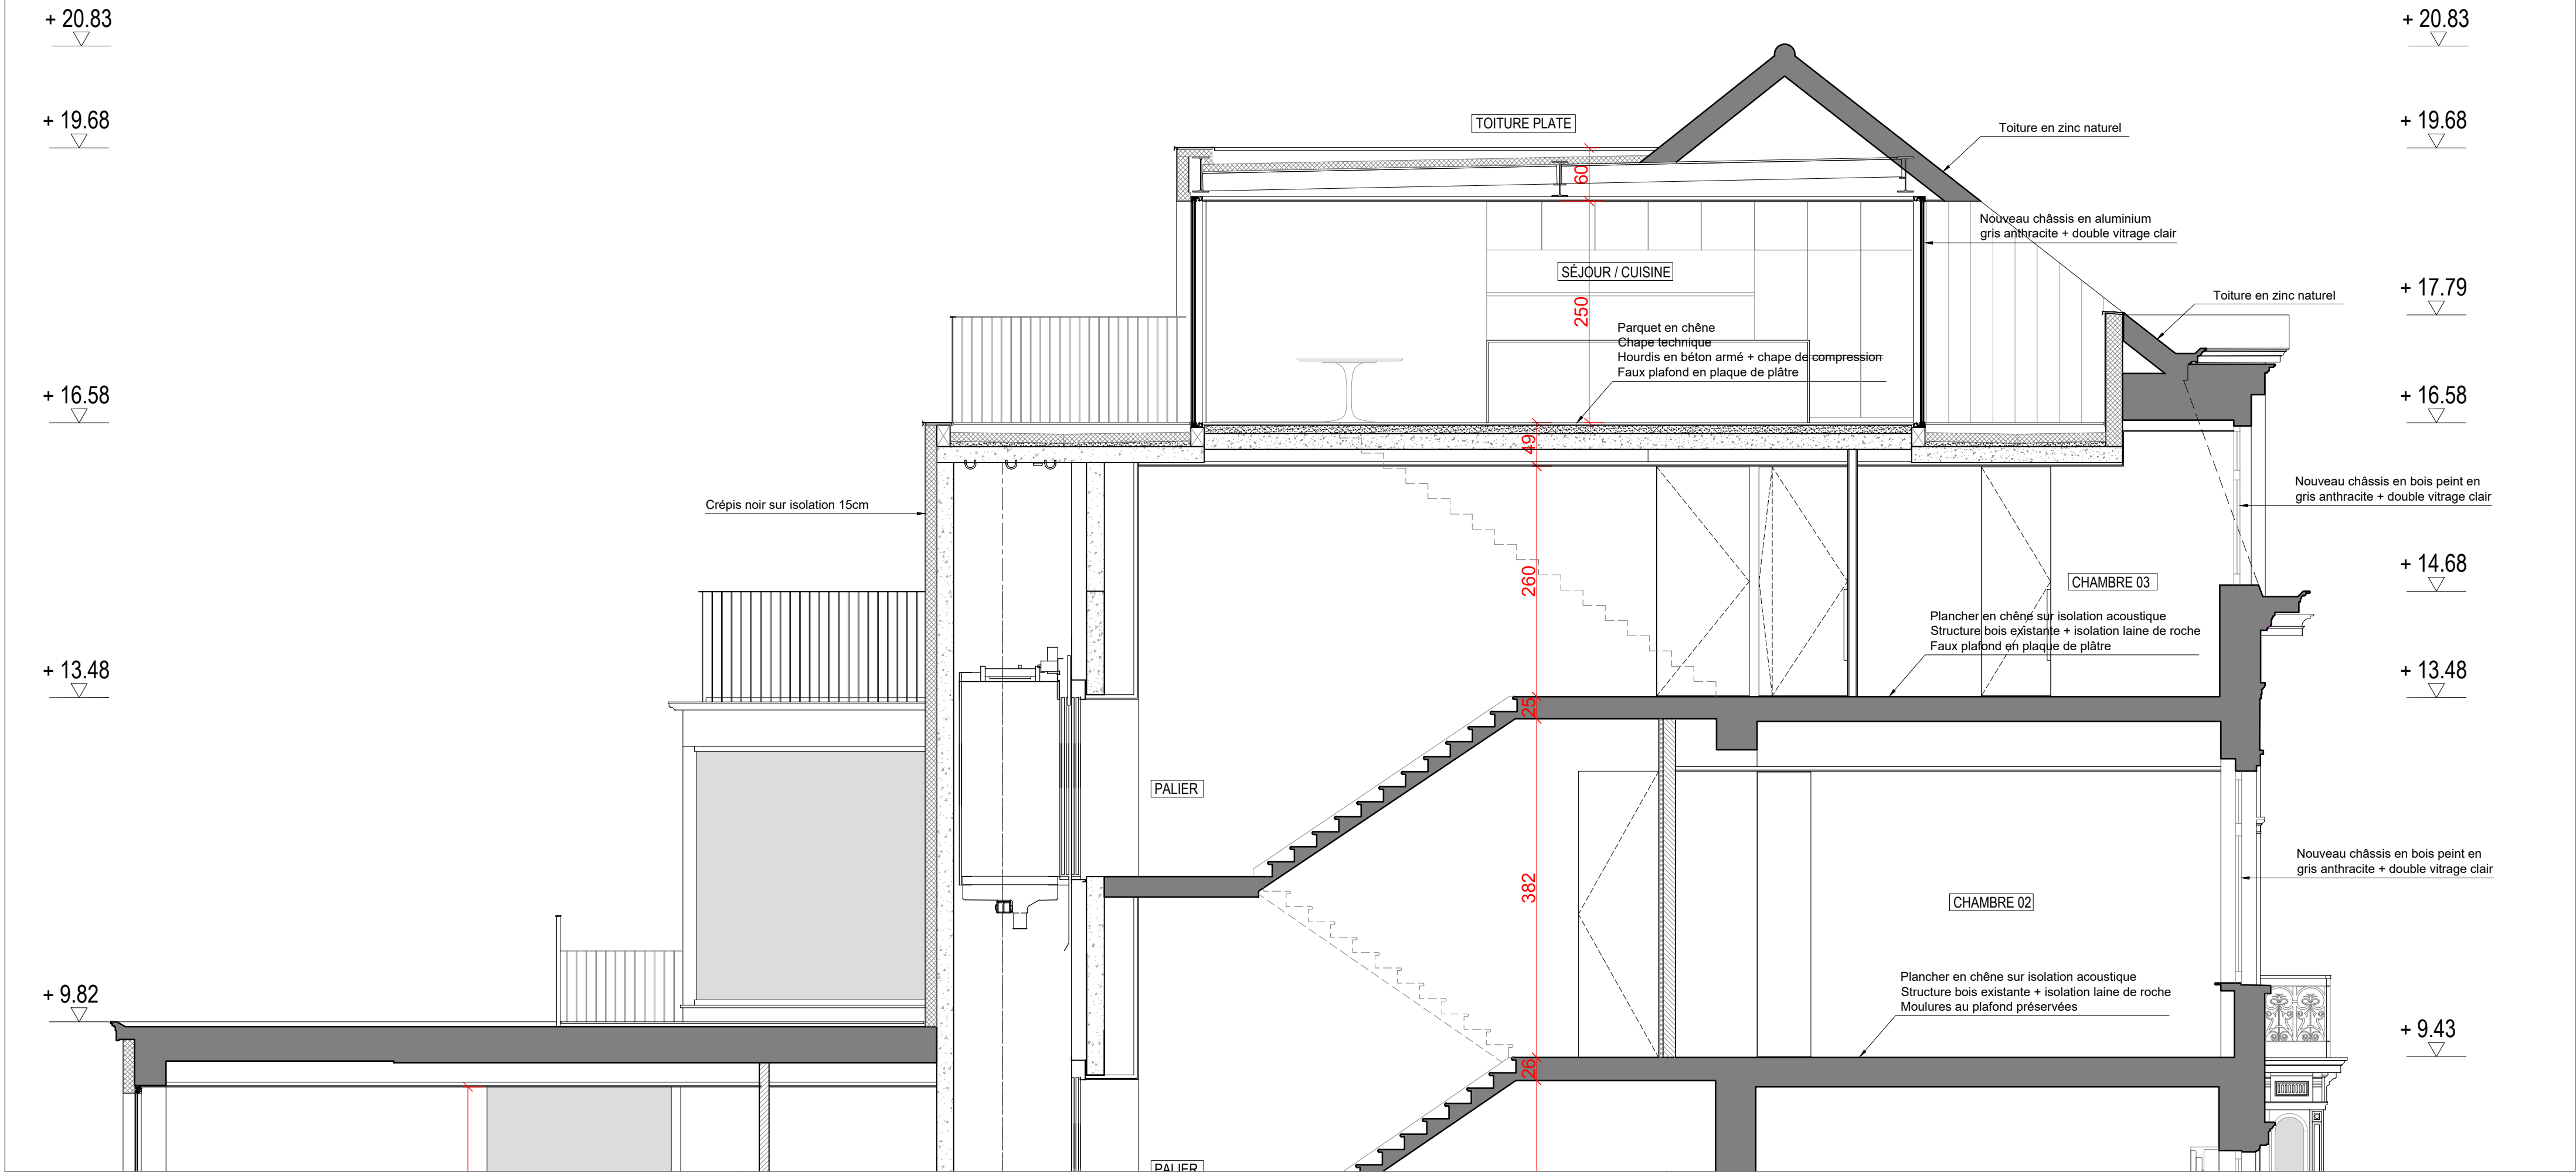 + 20.83
+ 20.83
+ 19.68
TOITURE PLATE
Toiture en zinc naturel
+ 19.68
60
Nouveau châssis en aluminium
gris anthracite + double vitrage clair
SÉJOUR / CUISINE
+ 17.79
Toiture en zinc naturel
250
Parquet en chêne
Chape technique
Hourdis en béton armé + chape de compression
Faux plafond en plaque de plâtre
+ 16.58
+ 16.58
49
Crépis noir sur isolation 15cm
Nouveau châssis en bois peint en
gris anthracite + double vitrage clair
260
CHAMBRE 03
+ 14.68
Plancher en chêne sur isolation acoustique
Structure bois existante + isolation laine de roche
Faux plafond en plaque de plâtre
+ 13.48
+ 13.48
25
PALIER
382
Nouveau châssis en bois peint en
gris anthracite + double vitrage clair
CHAMBRE 02
Plancher en chêne sur isolation acoustique
Structure bois existante + isolation laine de roche
Moulures au plafond préservées
+ 9.82
+ 9.43
26
PALIER